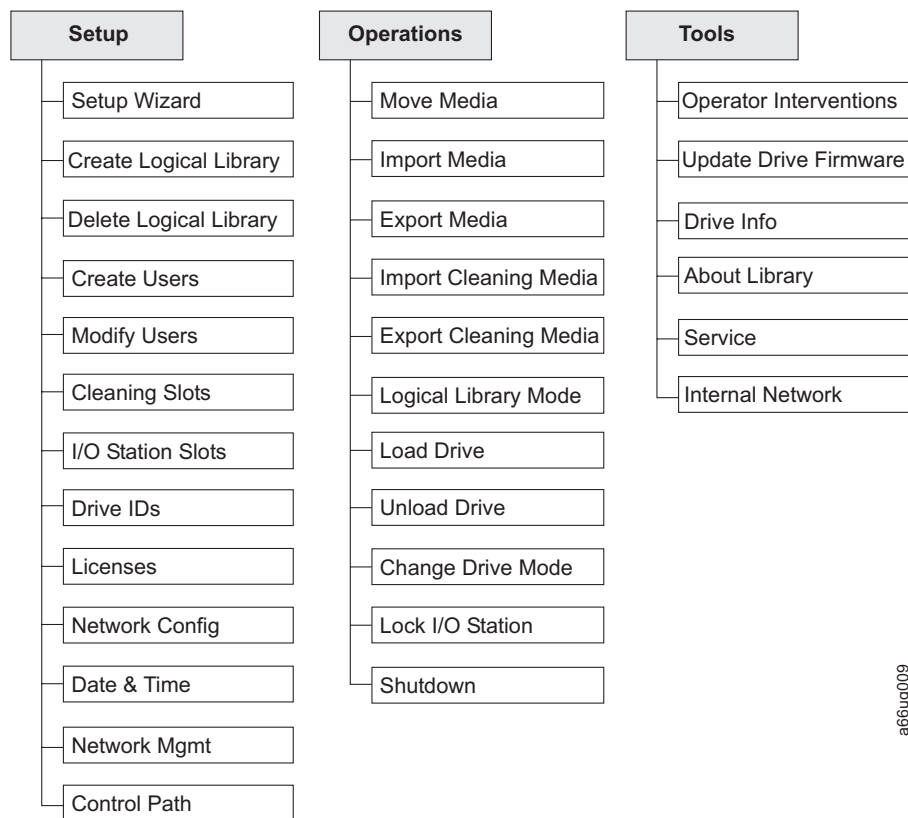 Setup
Setup Wizard
Create Logical Library
Delete Logical Library
Create Users
Modify Users
Cleaning Slots
I/O Station Slots
Drive IDs
Licenses
Network Config
Date & Time
Network Mgmt
Control Path
Operations
Move Media
Import Media
Export Media
Import Cleaning Media
Export Cleaning Media
Logical Library Mode
Load Drive
Unload Drive
Change Drive Mode
Lock I/O Station
Shutdown
Tools
Operator Interventions
Update Drive Firmware
Drive Info
About Library
Service
Internal Network
a66ug009